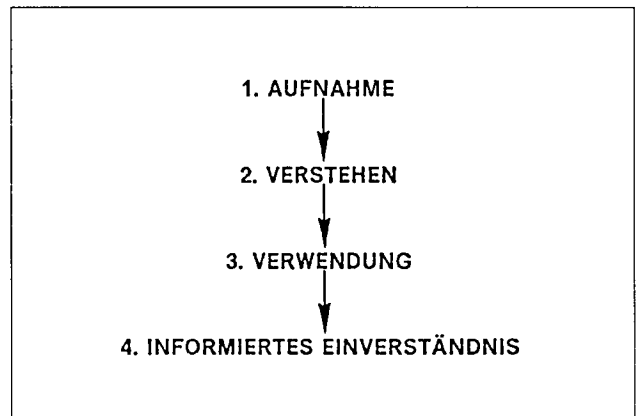 1. AUFNAHME
2. VERSTEHEN
3. VERWENDUNG
4. INFORMIERTES EINVERSTÄNDNIS